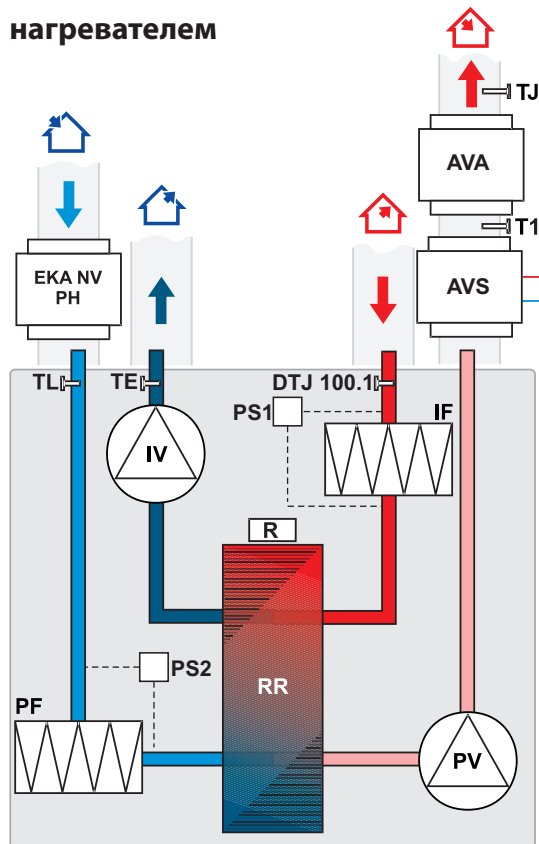 нагревателем
TJ
AVA
T1
EKA NV
PH
AVS
TL
TE
DTJ 100.1
PS1
IF
IV
R
RR
PS2
PF
PV